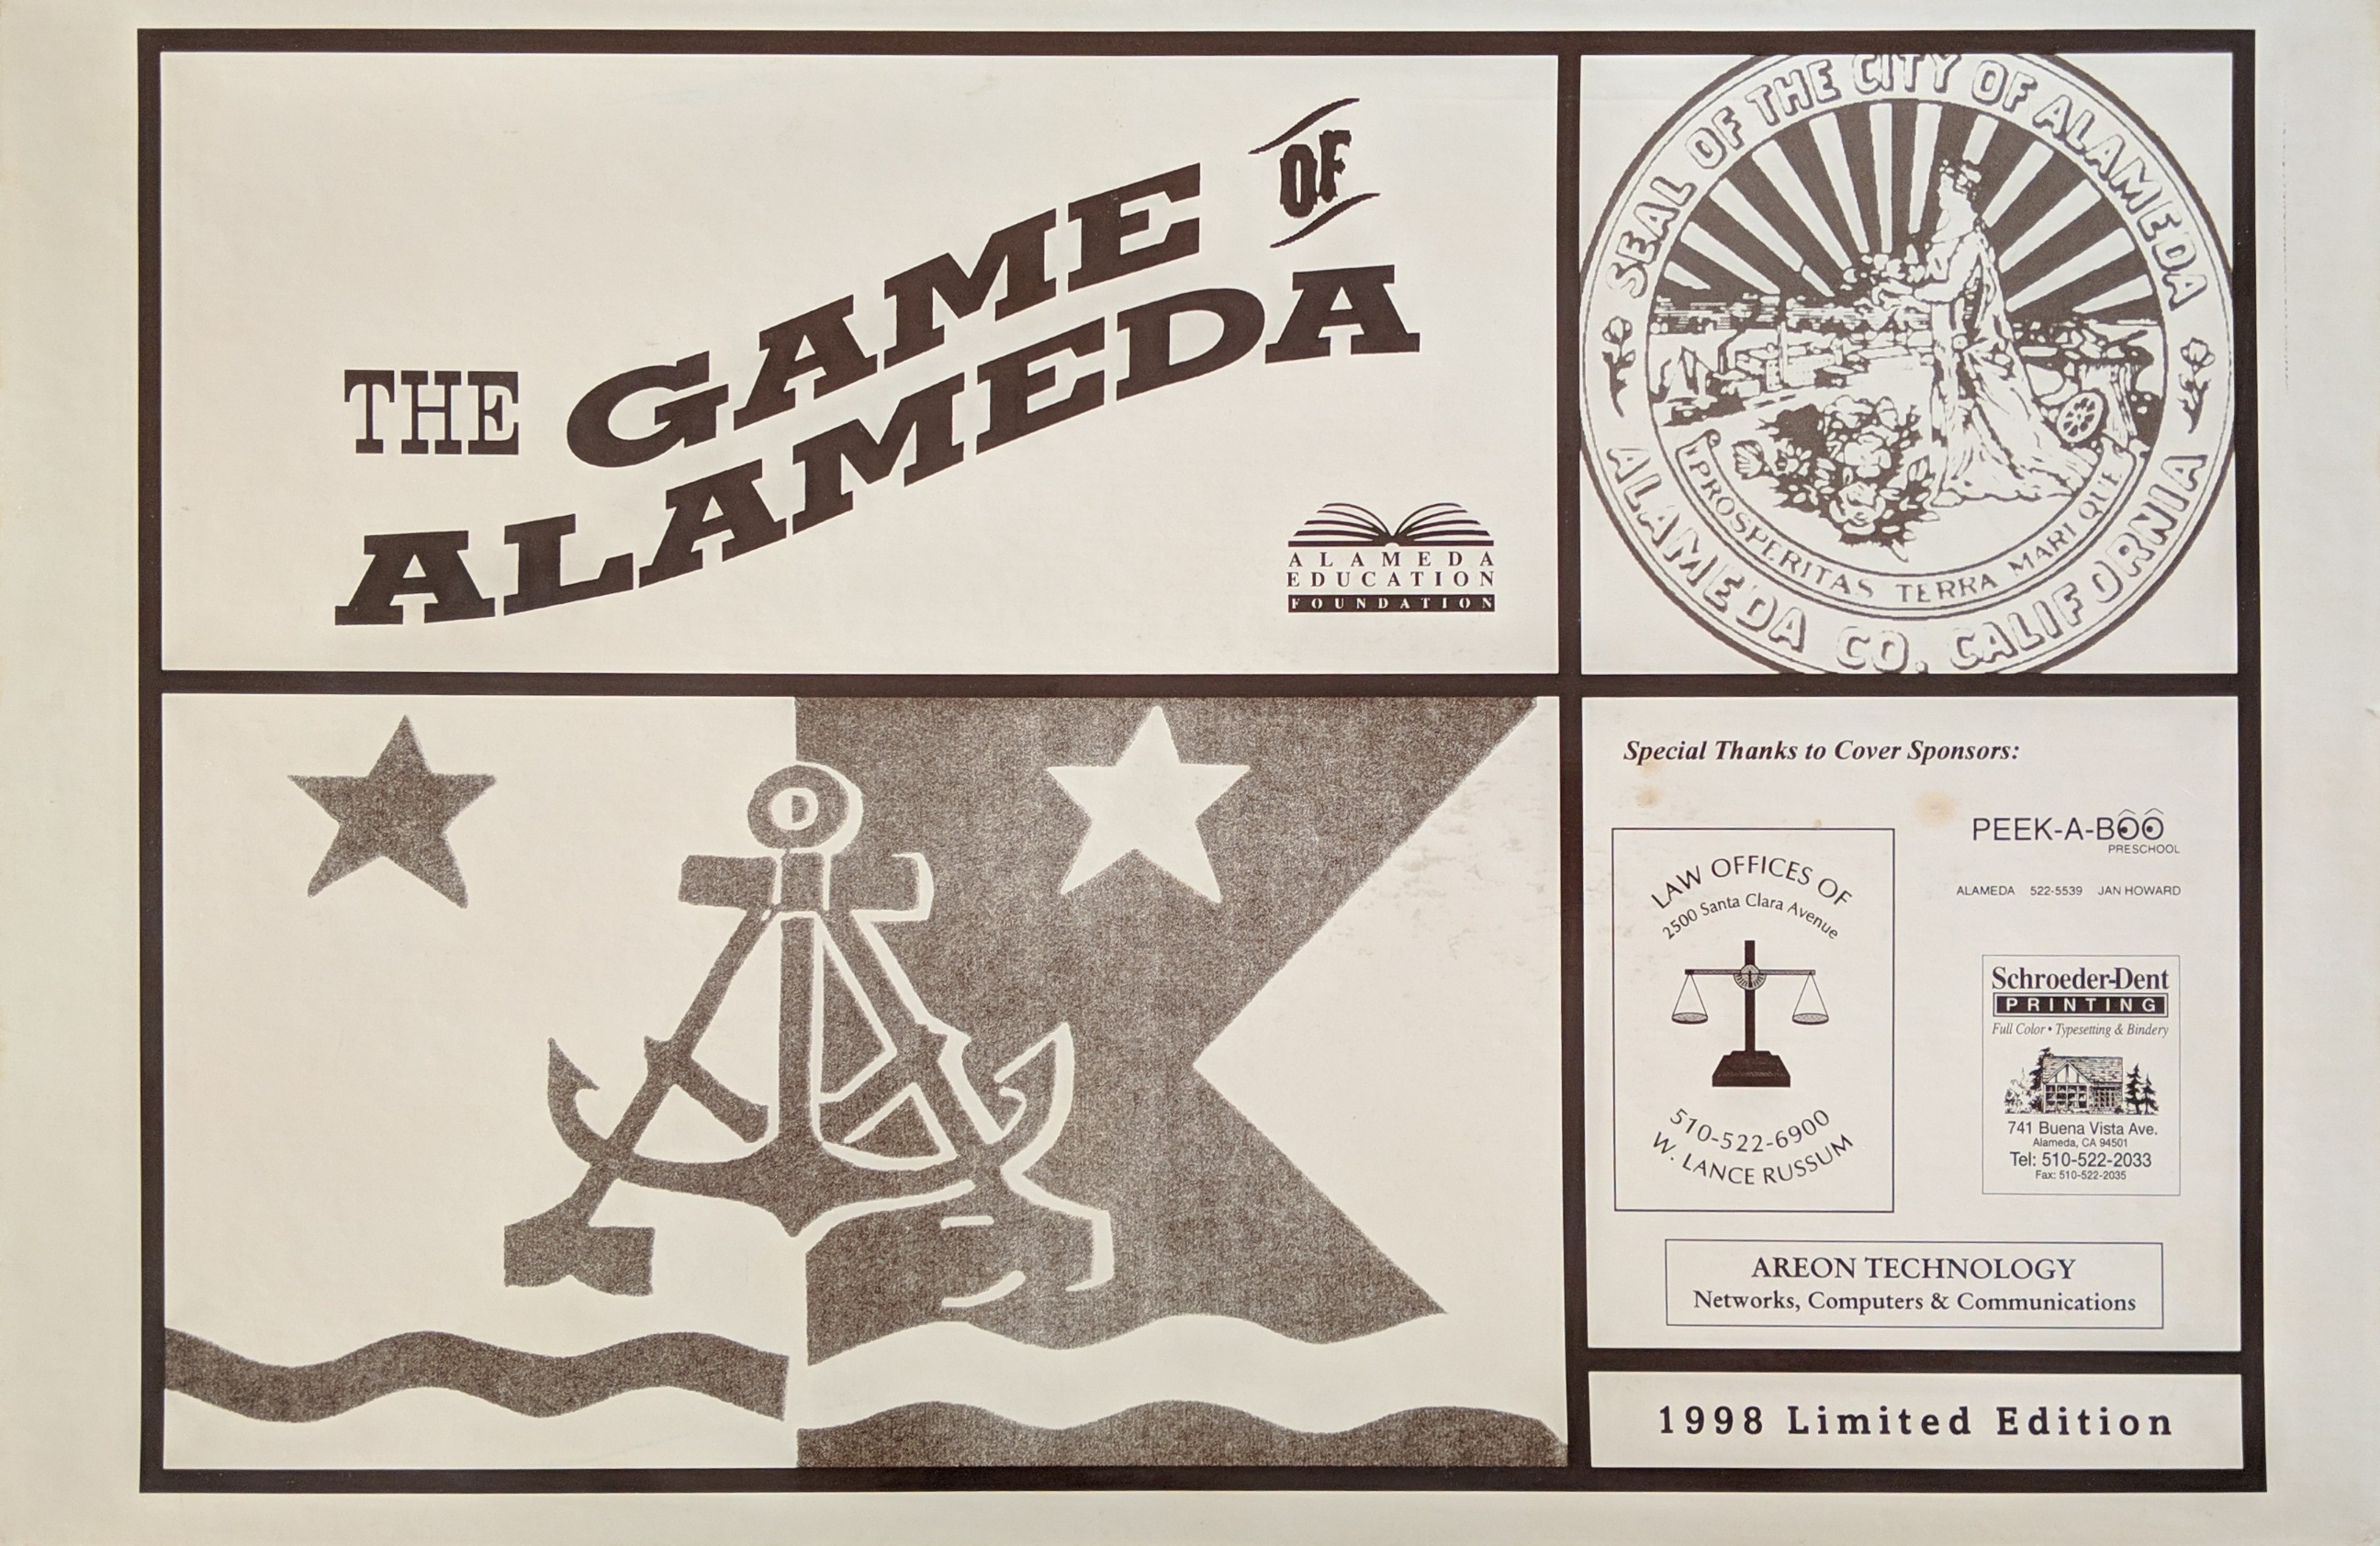 THE GAME OF
ALAMEDA
ALAMEDA
EDUCATION
FOUNDATION
SEAL OF THE CITY OF ALAMEDA
PROSPERITAS TERRA MARI QUE
ALAMEDA CO. CALIFORNIA
Special Thanks to Cover Sponsors:
LAW OFFICES OF
2500 Santa Clara Avenue
510-522-6900
W. LANCE RUSSUM
PEEK-A-BOO
PRESCHOOL
ALAMEDA 522-5539 JAN HOWARD
Schroeder-Dent
PRINTING
Full Color • Typesetting & Bindery
741 Buena Vista Ave.
Alameda, CA 94501
Tel: 510-522-2033
Fax: 510-522-2035
AREON TECHNOLOGY
Networks, Computers & Communications
1998 Limited Edition